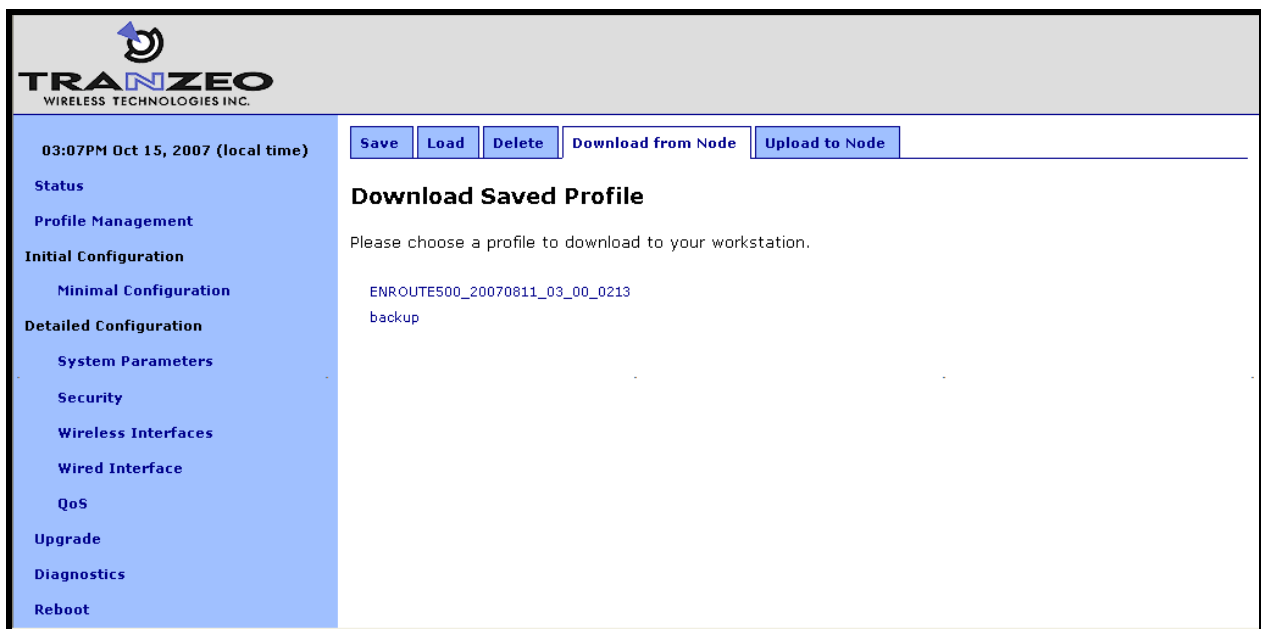 TRANZEO
WIRELESS TECHNOLOGIES INC.
03:07PM Oct 15, 2007 (local time)
Status
Profile Management
Initial Configuration
Minimal Configuration
Detailed Configuration
System Parameters
Security
Wireless Interfaces
Wired Interface
QoS
Upgrade
Diagnostics
Reboot
Save Load Delete Download from Node Upload to Node
Download Saved Profile
Please choose a profile to download to your workstation.
ENROUTE500_20070811_03_00_0213
backup